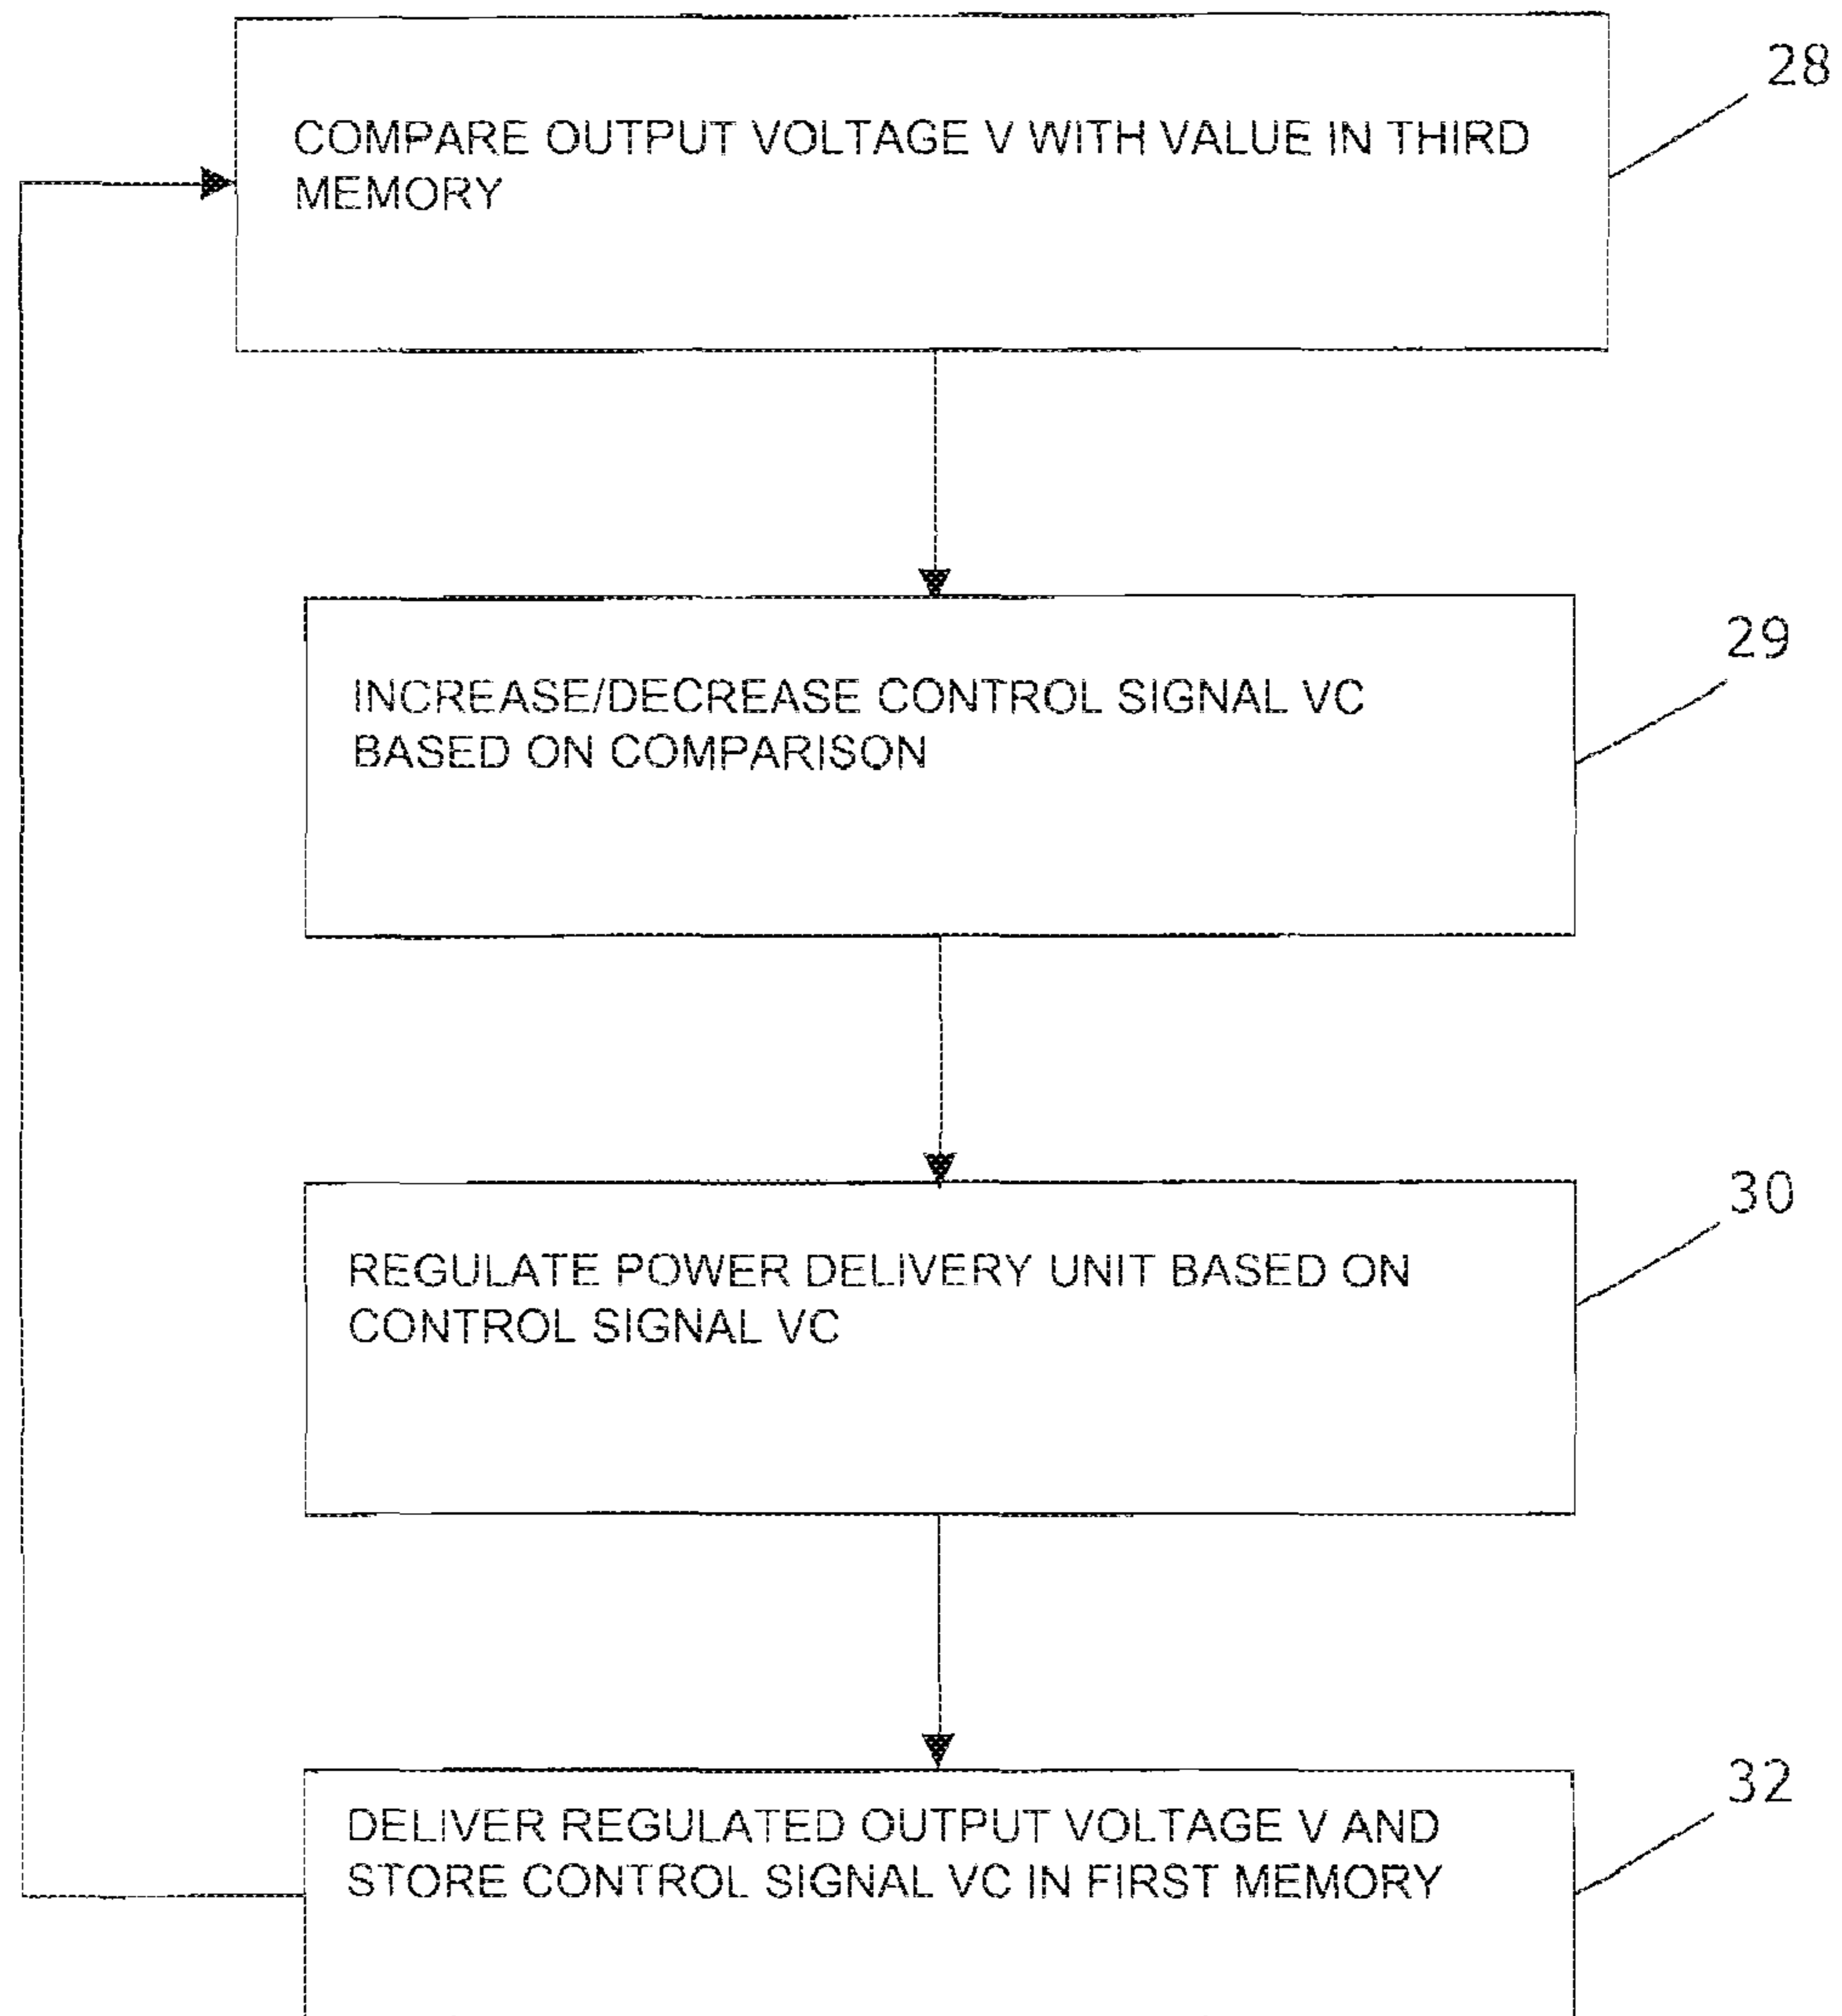 28
COMPARE OUTPUT VOLTAGE V WITH VALUE IN THIRD
MEMORY
29
INCREASE/DECREASE CONTROL SIGNAL VC
BASED ON COMPARISON
30
REGULATE POWER DELIVERY UNIT BASED ON
CONTROL SIGNAL VC
32
DELIVER REGULATED OUTPUT VOLTAGE V AND
STORE CONTROL SIGNAL VC IN FIRST MEMORY